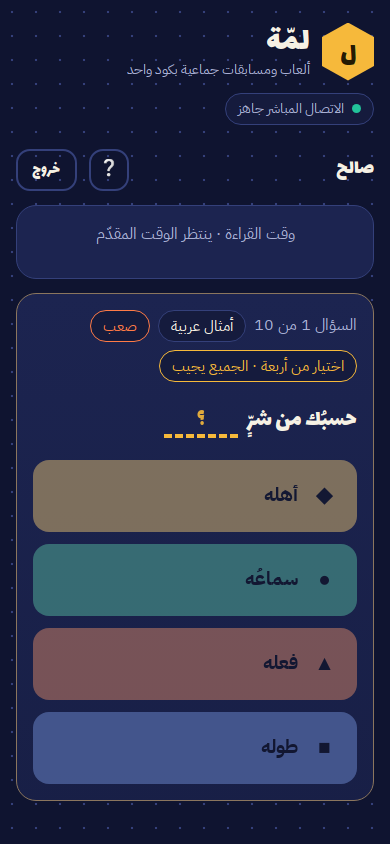 ل
لمّة
ألعاب ومسابقات جماعية بكود واحد
الاتصال المباشر جاهز
صالح
?
خروج
وقت القراءة · ينتظر الوقت المقدّم
السؤال 1 من 10
أمثال عربية
صعب
اختيار من أربعة · الجميع يجيب
حسبُك من شرٍّ ؟
أهله
سماعُه
فعله
طوله